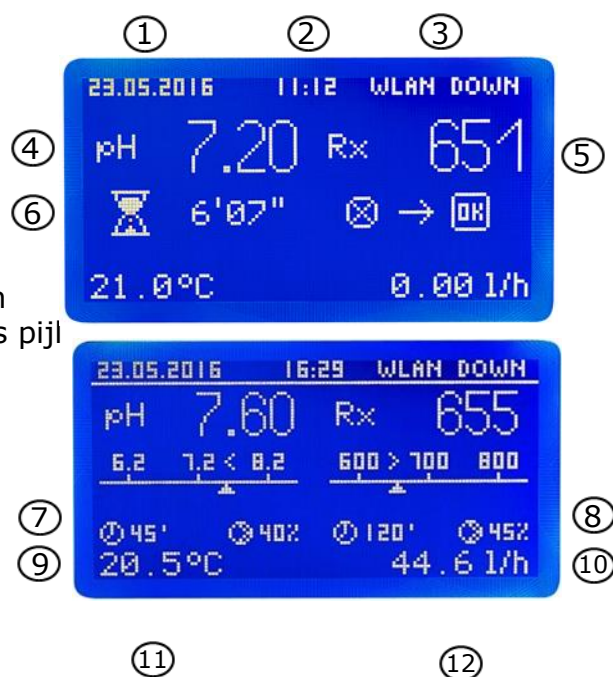 ① ② ③
23.05.2016 11:12 WLAN DOWN
④ pH 7.20 Rx 651 ⑤
⑥ 6'07" → OK
21.0°C 0.00 l/h
n
s pijl
23.05.2016 16:29 WLAN DOWN
pH 7.60 Rx 655
6.2 7.2 < 8.2 600 > 700 800
⑦ 45' 40% 120' 45% ⑧
⑨ 20.5°C 44.6 l/h ⑩
⑪ ⑫